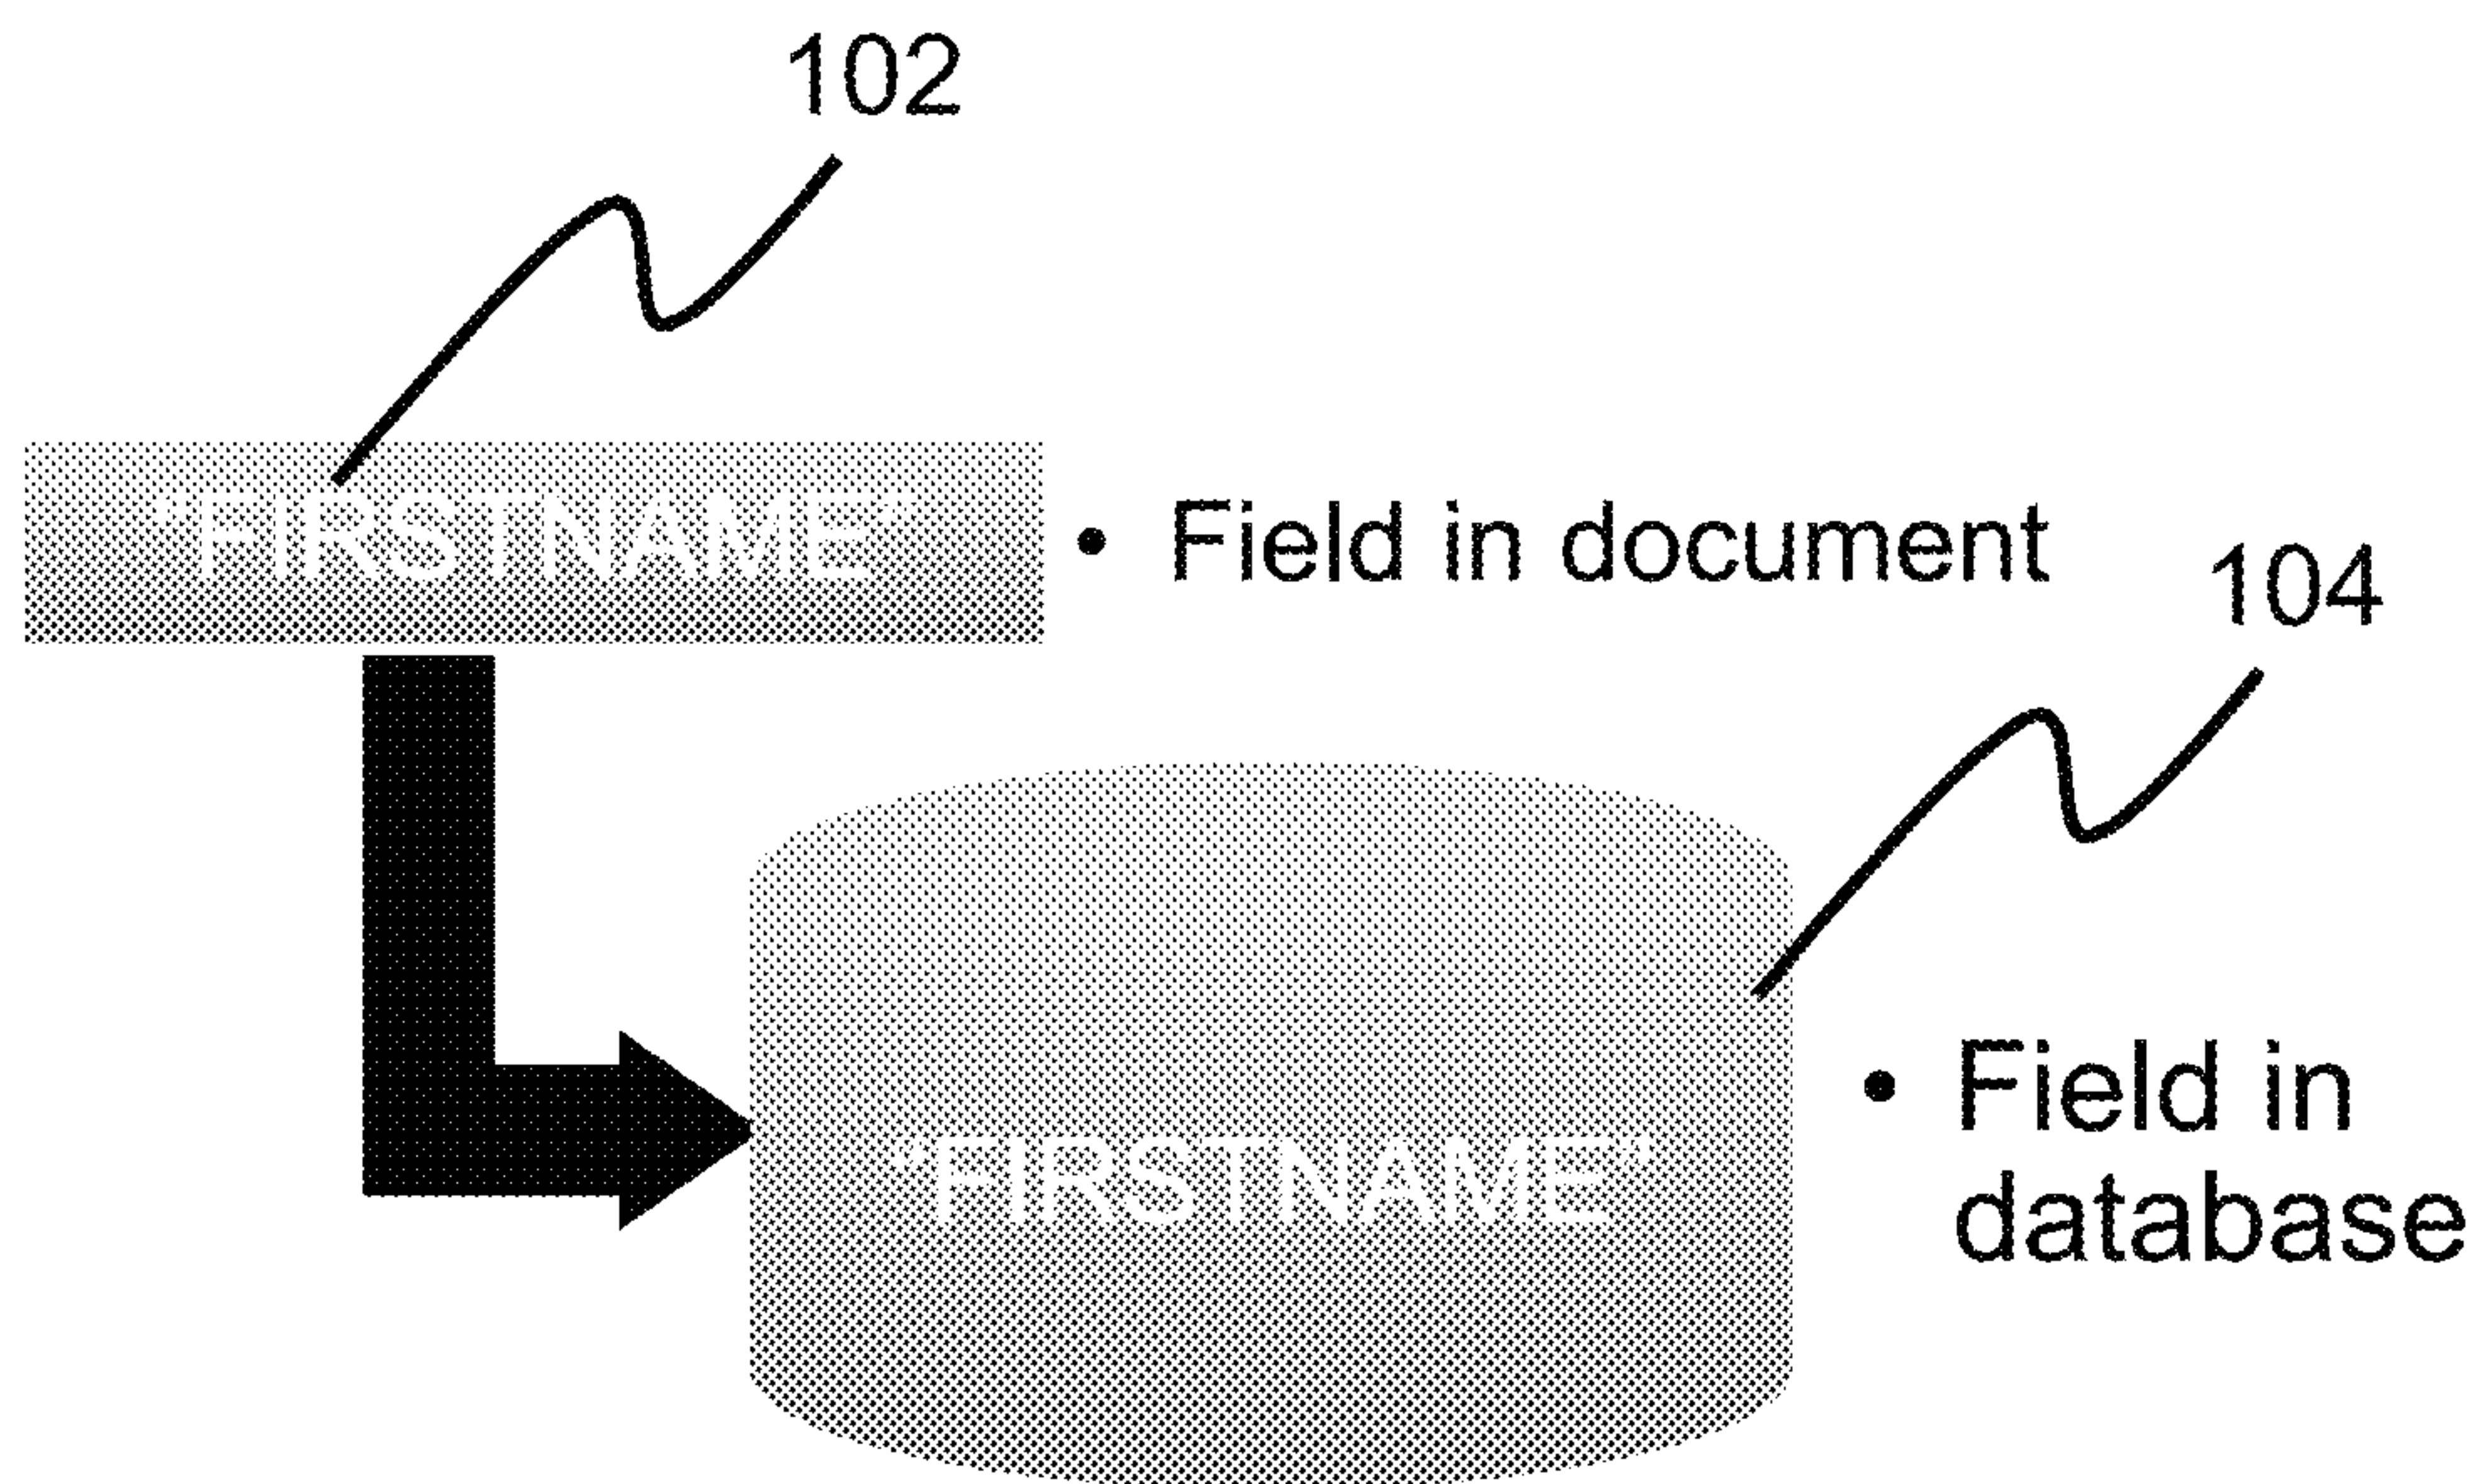 102
“FIRSTNAME”
• Field in document
104
“FIRSTNAME”
• Field in
database